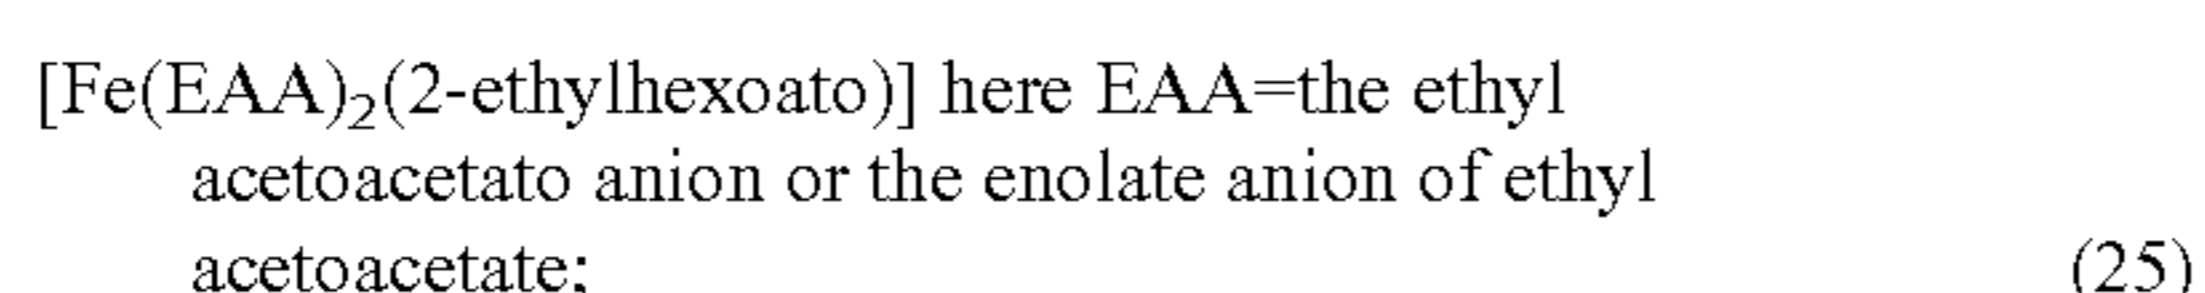 [Fe(EAA)₂(2-ethylhexoato)] here EAA=the ethyl
acetoacetato anion or the enolate anion of ethyl
acetoacetate; (25)